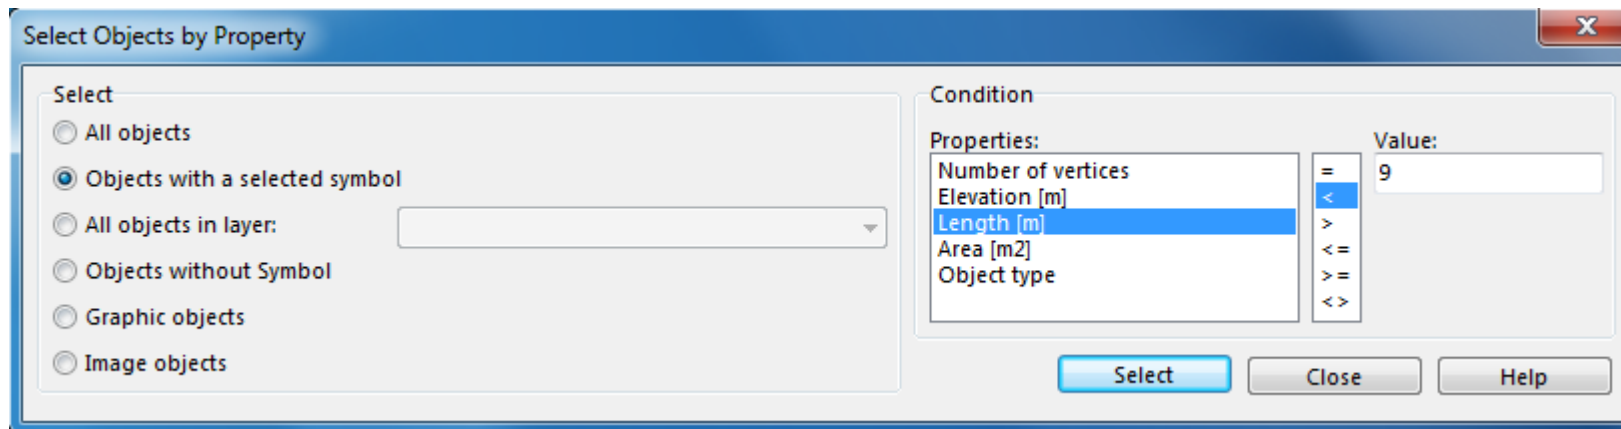 Select Objects by Property
x
Select
All objects
Objects with a selected symbol
All objects in layer:
Objects without Symbol
Graphic objects
Image objects
Condition
Properties:
Number of vertices
Elevation [m]
Length [m]
Area [m2]
Object type
=
<
>
< =
> =
< >
Value:
9
Select
Close
Help